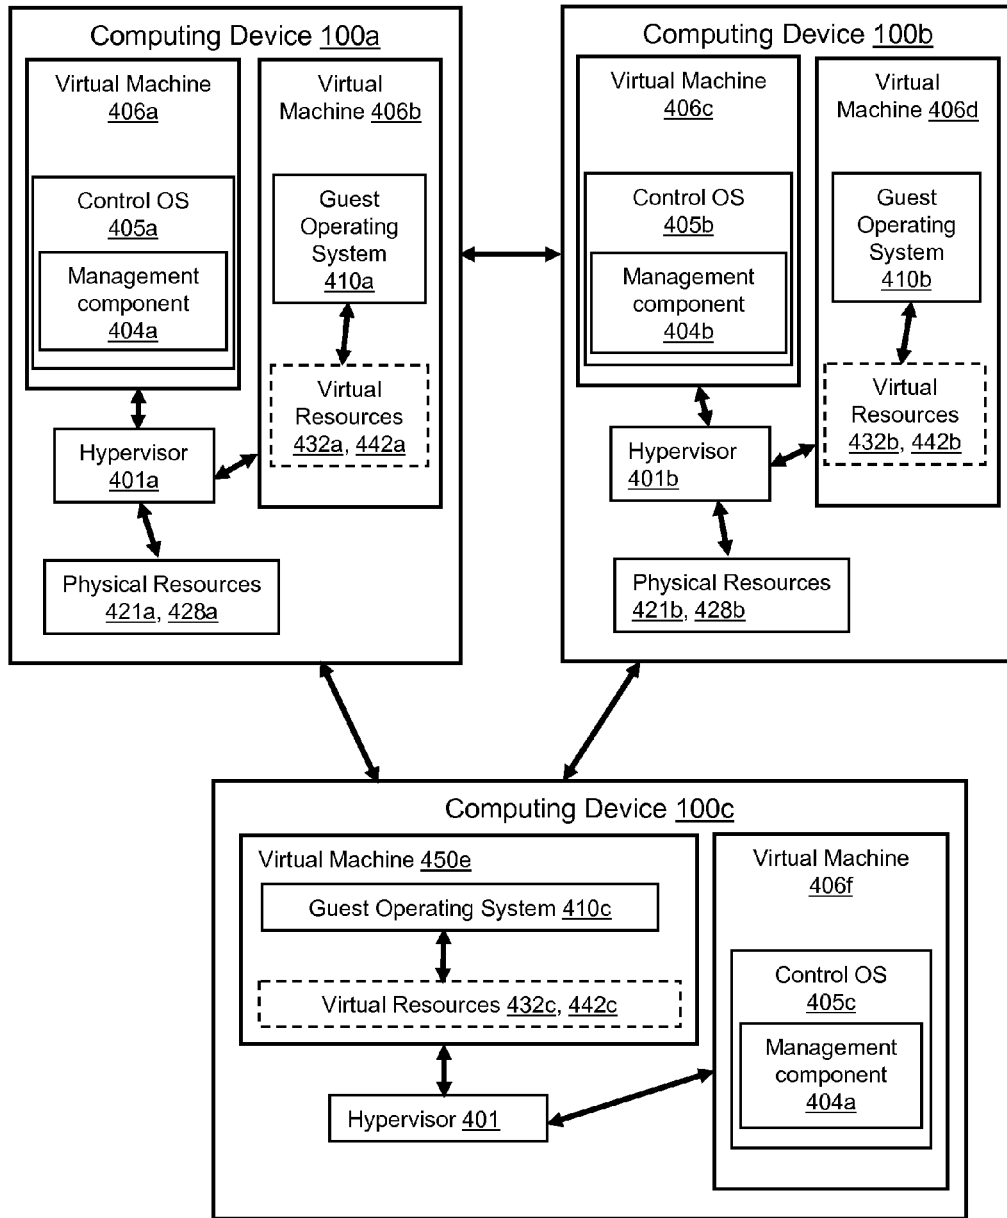 Computing Device 100a
Virtual Machine
406a
Control OS
405a
Management
component
404a
Virtual
Machine 406b
Guest
Operating
System
410a
Virtual
Resources
432a, 442a
Hypervisor
401a
Physical Resources
421a, 428a
Computing Device 100b
Virtual Machine
406c
Control OS
405b
Management
component
404b
Virtual
Machine 406d
Guest
Operating
System
410b
Virtual
Resources
432b, 442b
Hypervisor
401b
Physical Resources
421b, 428b
Computing Device 100c
Virtual Machine 450e
Guest Operating System 410c
Virtual Resources 432c, 442c
Hypervisor 401
Virtual Machine
406f
Control OS
405c
Management
component
404a